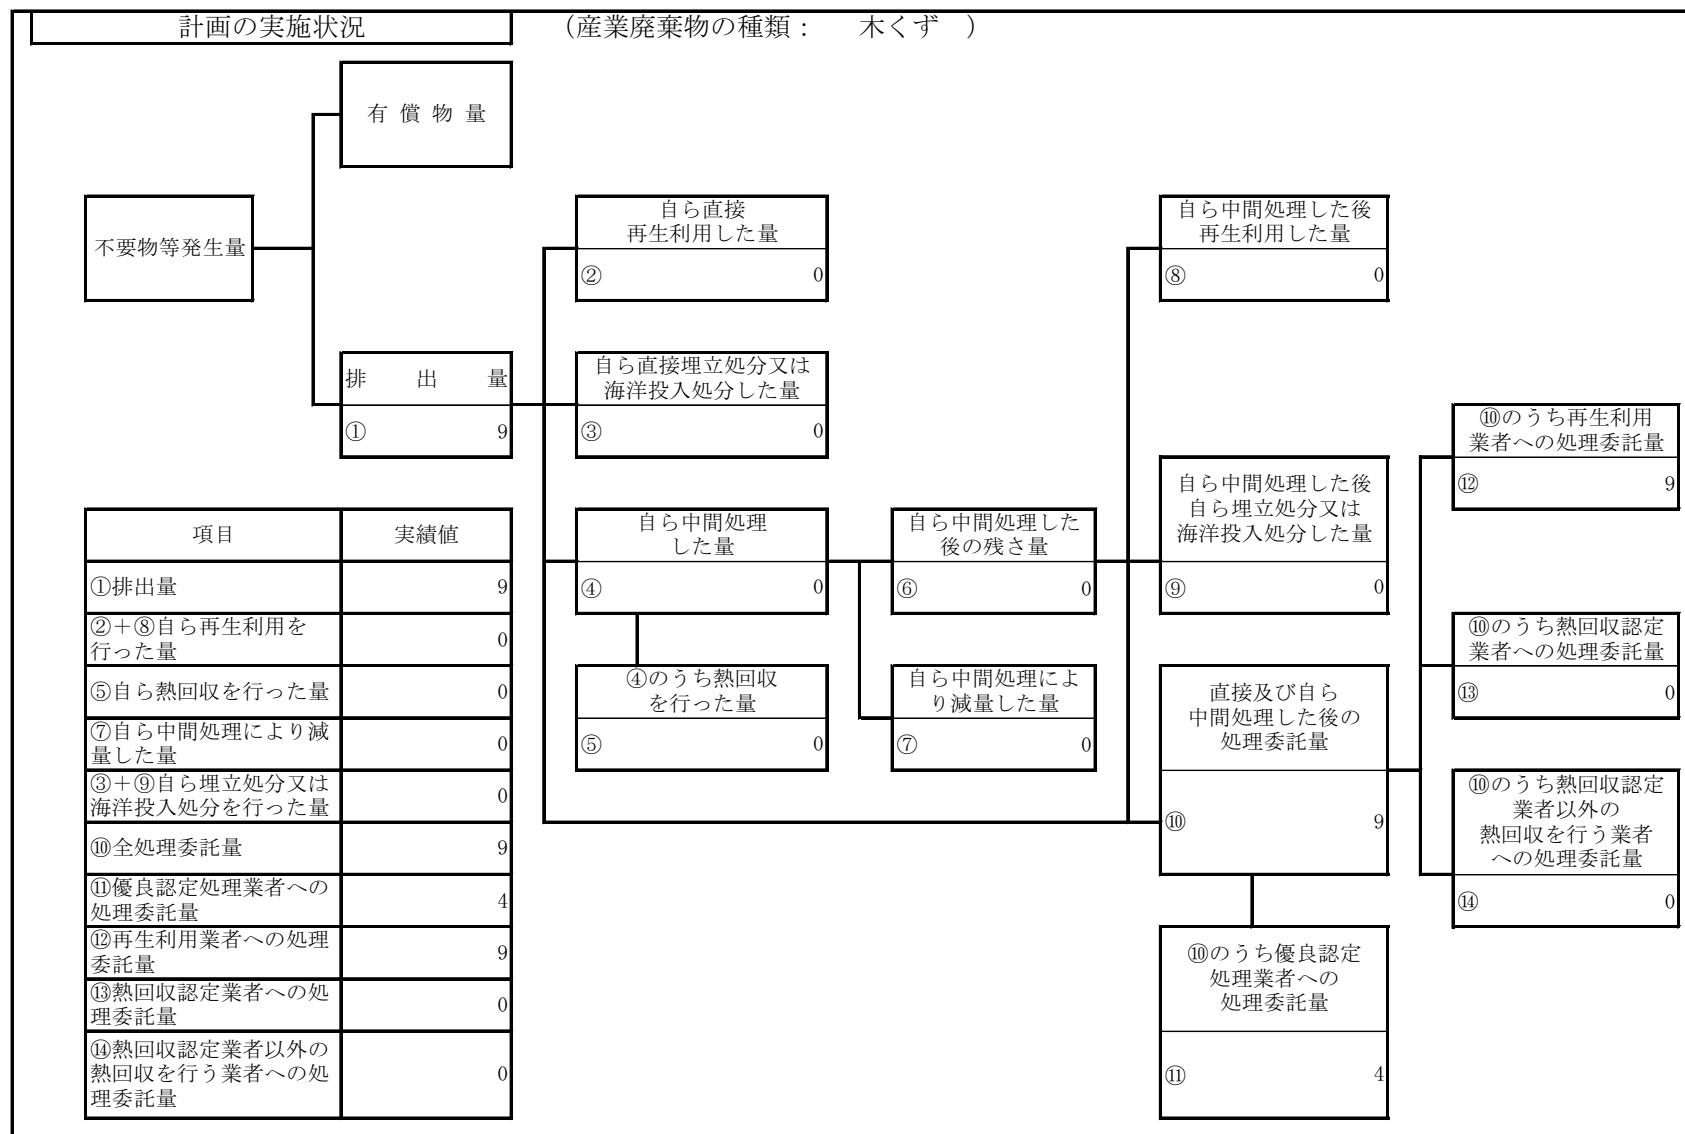 計画の実施状況
（産業廃棄物の種類： 木くず ）
有 償 物 量
不要物等発生量
自ら直接
再生利用した量
② 0
自ら中間処理した後
再生利用した量
⑧ 0
排 出 量
① 9
自ら直接埋立処分又は
海洋投入処分した量
③ 0
⑩のうち再生利用
業者への処理委託量
⑫ 9
自ら中間処理した後
自ら埋立処分又は
海洋投入処分した量
⑨ 0
自ら中間処理
した量
④ 0
自ら中間処理した
後の残さ量
⑥ 0
④のうち熱回収
を行った量
⑤ 0
自ら中間処理によ
り減量した量
⑦ 0
直接及び自ら
中間処理した後の
処理委託量
⑩ 9
⑩のうち熱回収認定
業者への処理委託量
⑬ 0
⑩のうち熱回収認定
業者以外の
熱回収を行う業者
への処理委託量
⑭ 0
⑩のうち優良認定
処理業者への
処理委託量
⑪ 4
項目 実績値
①排出量 9
②＋⑧自ら再生利用を
行った量 0
⑤自ら熱回収を行った量 0
⑦自ら中間処理により減
量した量 0
③＋⑨自ら埋立処分又は
海洋投入処分を行った量 0
⑩全処理委託量 9
⑪優良認定処理業者への
処理委託量 4
⑫再生利用業者への処理
委託量 9
⑬熱回収認定業者への処
理委託量 0
⑭熱回収認定業者以外の
熱回収を行う業者への処
理委託量 0